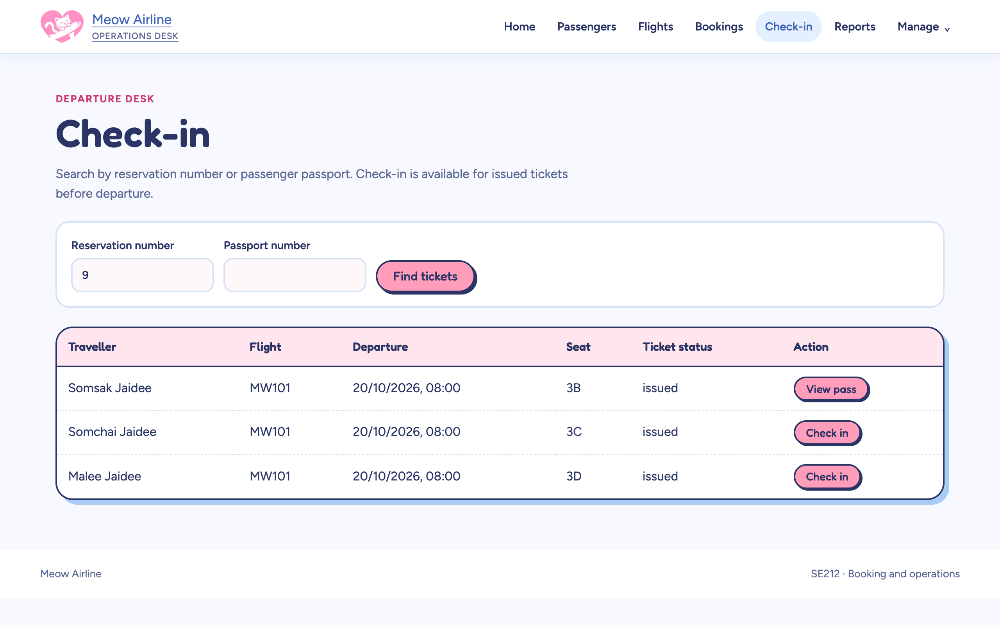 Meow Airline
OPERATIONS DESK
Home Passengers Flights Bookings Check-in Reports Manage
DEPARTURE DESK
Check-in
Search by reservation number or passenger passport. Check-in is available for issued tickets
before departure.
Reservation number Passport number
9 Find tickets
Traveller Flight Departure Seat Ticket status Action
Somsak Jaidee MW101 20/10/2026, 08:00 3B issued View pass
Somchai Jaidee MW101 20/10/2026, 08:00 3C issued Check in
Malee Jaidee MW101 20/10/2026, 08:00 3D issued Check in
Meow Airline SE212 · Booking and operations